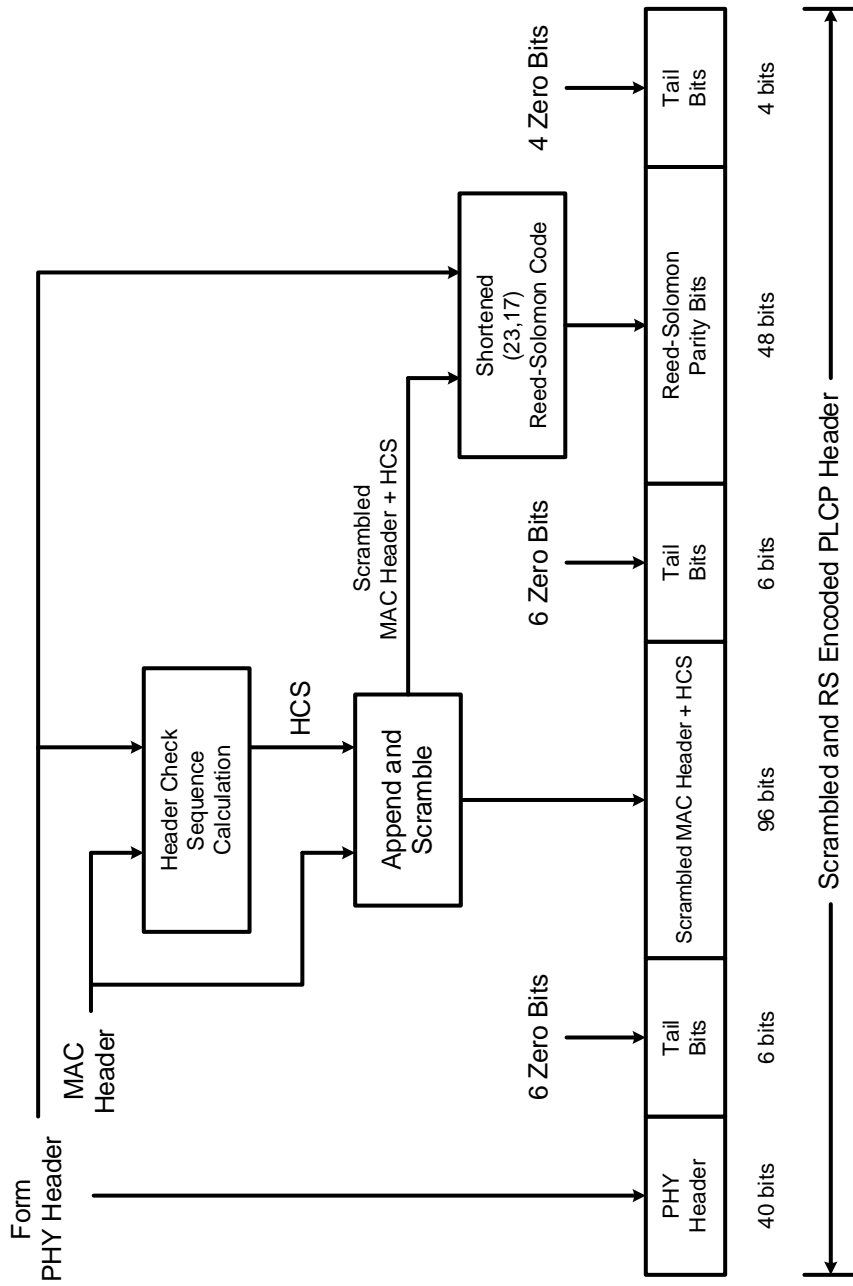 Form
PHY Header
MAC
Header
Header Check
Sequence
Calculation
HCS
Append and
Scramble
Scrambled
MAC Header + HCS
Shortened
(23,17)
Reed-Solomon Code
6 Zero Bits
6 Zero Bits
4 Zero Bits
PHY
Header
Tail
Bits
Scrambled MAC Header + HCS
Tail
Bits
Reed-Solomon
Parity Bits
Tail
Bits
40 bits
6 bits
96 bits
6 bits
48 bits
4 bits
Scrambled and RS Encoded PLCP Header